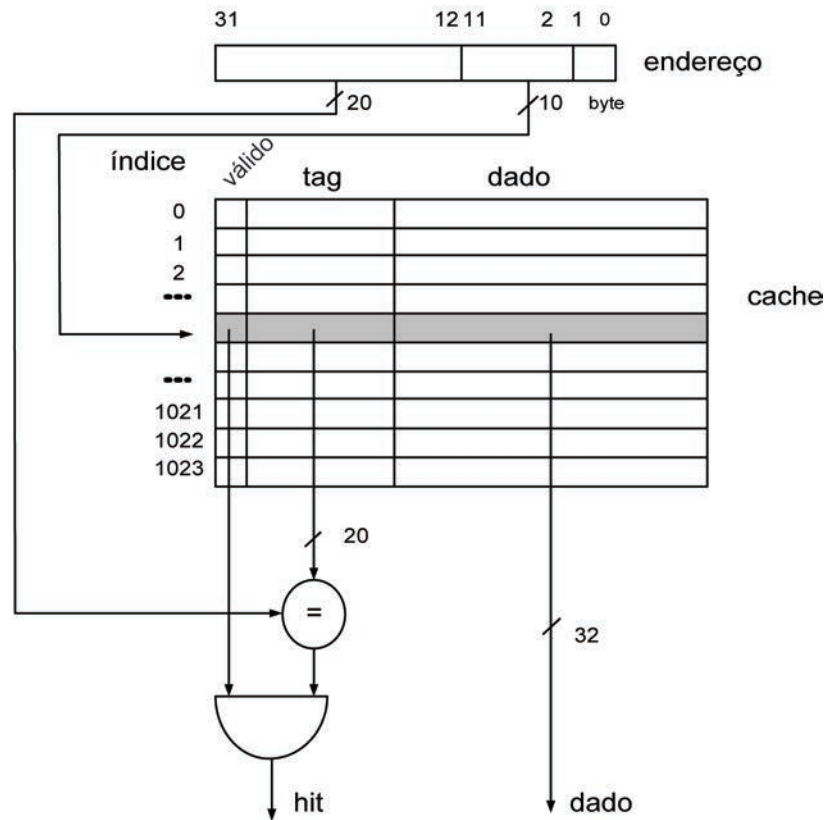 31 12 11 2 1 0
endereço
20 10 byte
índice válido tag dado
0
1
2
---
cache
---
1021
1022
1023
20
=
32
hit dado